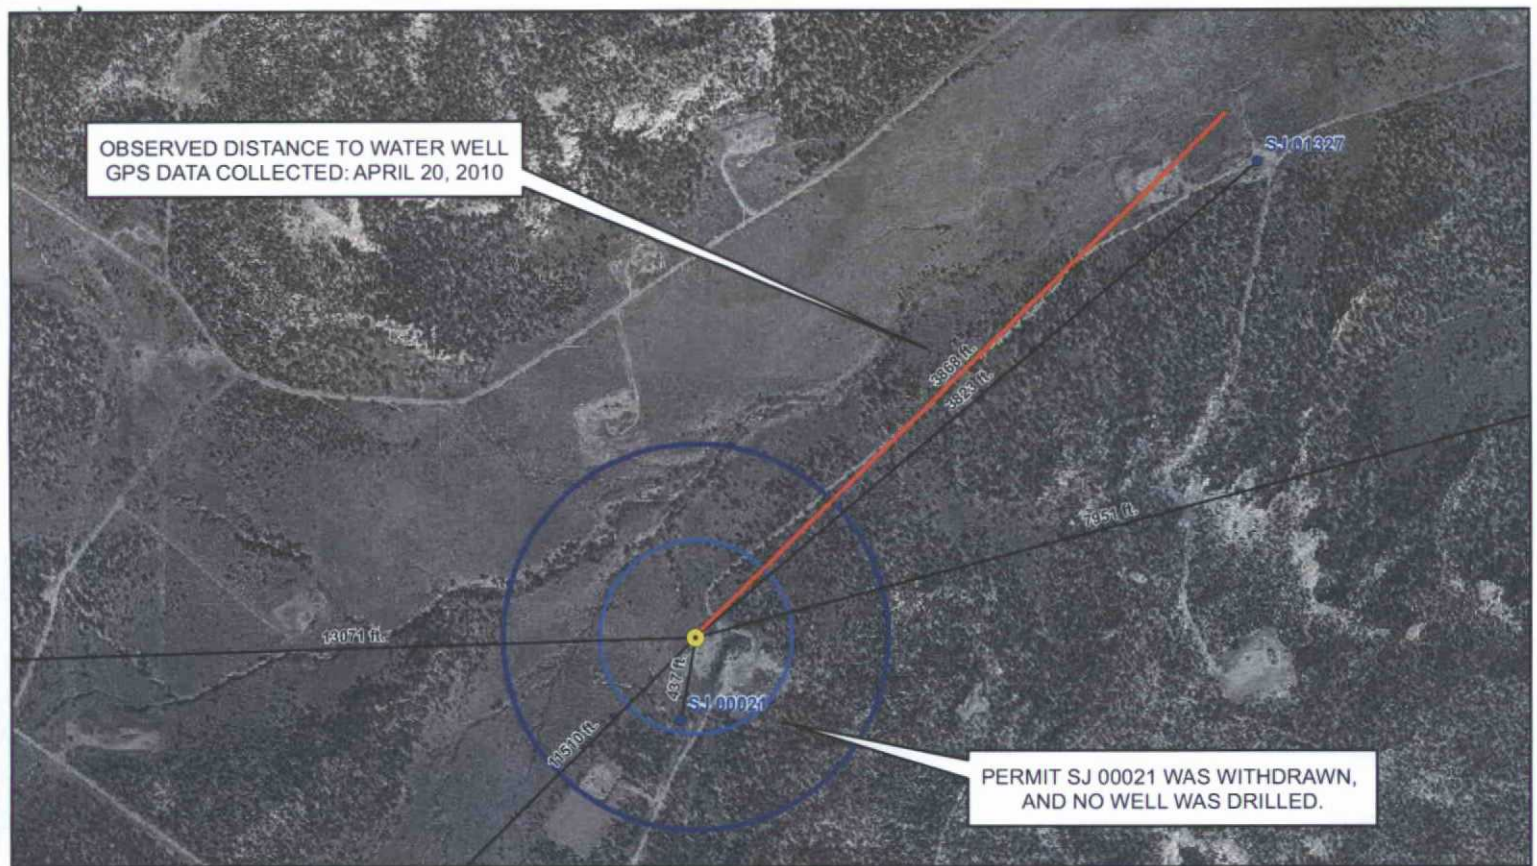 OBSERVED DISTANCE TO WATER WELL
GPS DATA COLLECTED: APRIL 20, 2010
SJ 01327
3868 ft.
3823 ft.
7951 ft.
13071 ft.
437 ft.
SJ 00021
11510 ft.
PERMIT SJ 00021 WAS WITHDRAWN,
AND NO WELL WAS DRILLED.